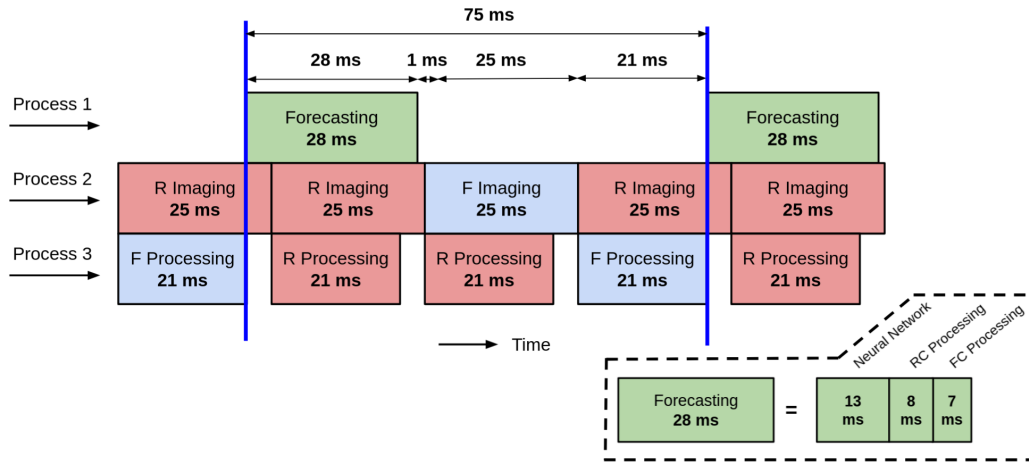 75 ms
28 ms 1 ms 25 ms 21 ms
Process 1
Forecasting
28 ms
Forecasting
28 ms
Process 2
R Imaging
25 ms
R Imaging
25 ms
F Imaging
25 ms
R Imaging
25 ms
R Imaging
25 ms
Process 3
F Processing
21 ms
R Processing
21 ms
R Processing
21 ms
F Processing
21 ms
R Processing
21 ms
Time
Neural Network
RC Processing
FC Processing
Forecasting
28 ms
=
13
ms
8
ms
7
ms